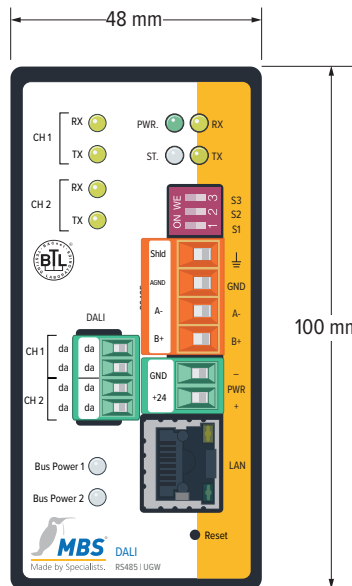 48 mm
RX
PWR.
RX
CH 1
TX
ST.
TX
RX
CH 2
TX
ON WE
1 2 3
S3
S2
S1
BTL
Shld
AGND
GND
A-
A-
B+
B+
DALI
CH 1
da da
da da
CH 2
da da
da da
GND
–
PWR
+24
+
100 mm
LAN
Bus Power 1
Bus Power 2
Reset
MBS®
DALI
Made by Specialists.
RS485 | UGW